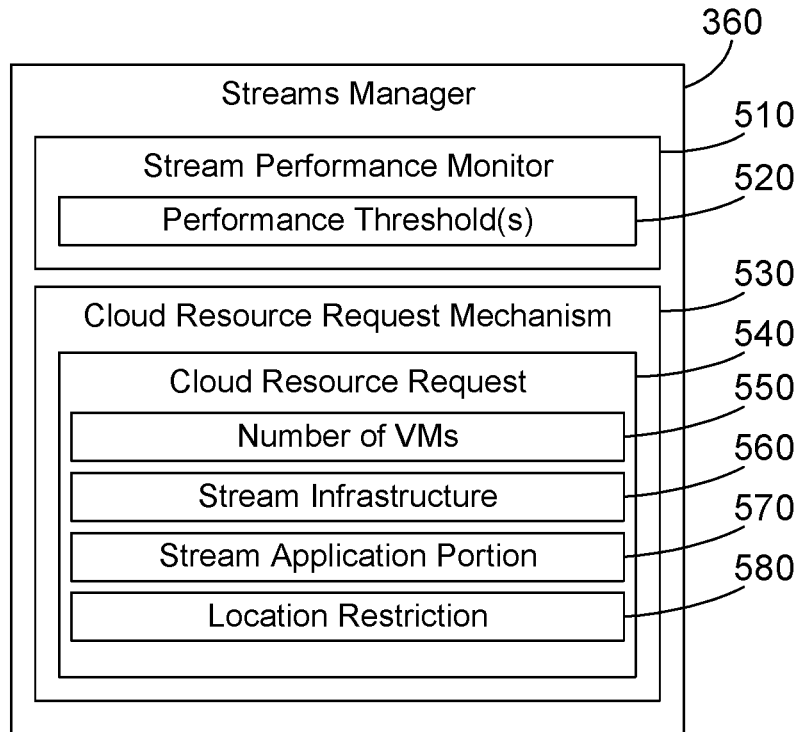 360
Streams Manager
510
Stream Performance Monitor
520
Performance Threshold(s)
530
Cloud Resource Request Mechanism
540
Cloud Resource Request
550
Number of VMs
560
Stream Infrastructure
570
Stream Application Portion
580
Location Restriction